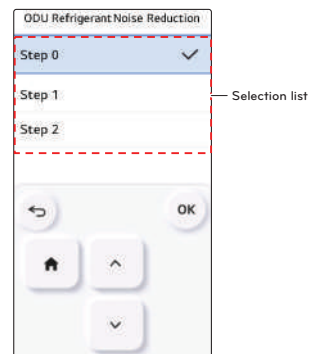 ODU Refrigerant Noise Reduction
Step 0
Step 1
Selection list
Step 2
OK